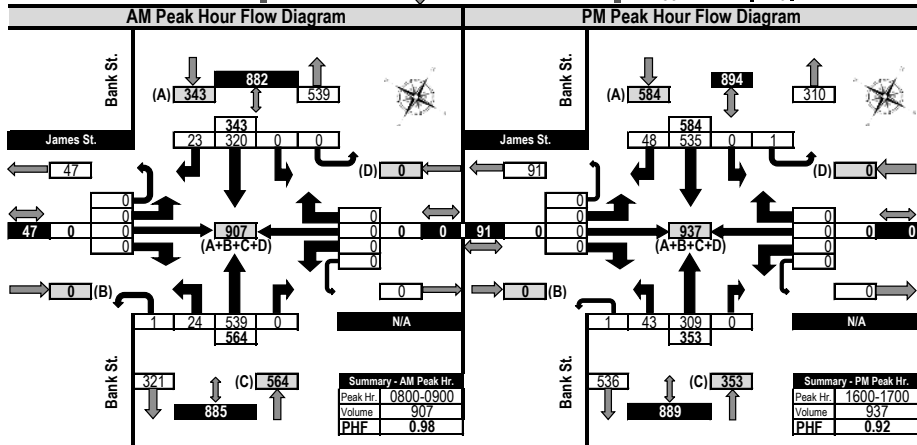 AM Peak Hour Flow Diagram
Bank St.
882
(A) 343 539
343
23 320 0 0
James St.
47
(D) 0
0
0
0
0
47 0
907
(A+B+C+D)
0
0
0
0
0 0
0 (B)
0
1 24 539 0
564
N/A
Bank St.
321
(C) 564
885
Summary - AM Peak Hr.
Peak Hr. 0800-0900
Volume 907
PHF 0.98
PM Peak Hour Flow Diagram
Bank St.
894
(A) 584 310
584
48 535 0 1
James St.
91
(D) 0
0
0
0
0
91 0
937
(A+B+C+D)
0
0
0
0
0 0
0 (B)
0
1 43 309 0
353
N/A
Bank St.
536
(C) 353
889
Summary - PM Peak Hr.
Peak Hr. 1600-1700
Volume 937
PHF 0.92